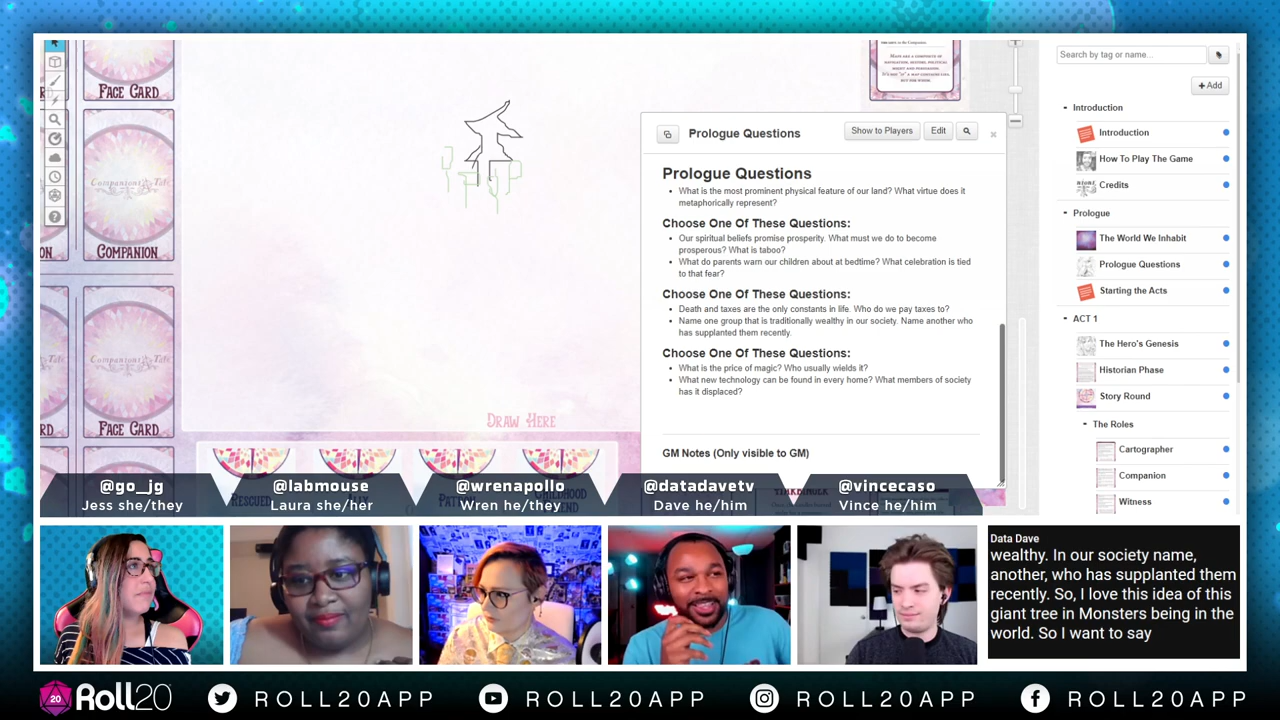 FACE CARD
Companions' Tale
ON
COMPANION
Companions' Tale
FACE CARD
DRAW HERE
RESCUED
ALLY
Prologue Questions
Show to Players
Edit
Prologue Questions
What is the most prominent physical feature of our land? What virtue does it
metaphorically represent?
Choose One Of These Questions:
Our spiritual beliefs promise prosperity. What must we do to become
prosperous? What is taboo?
What do parents warn our children about at bedtime? What celebration is tied
to that fear?
Choose One Of These Questions:
Death and taxes are the only constants in life. Who do we pay taxes to?
Name one group that is traditionally wealthy in our society. Name another who
has supplanted them recently.
Choose One Of These Questions:
What is the price of magic? Who usually wields it?
What new technology can be found in every home? What members of society
has it displaced?
GM Notes (Only visible to GM)
Search by tag or name...
+ Add
Introduction
Introduction
How To Play The Game
Credits
Prologue
The World We Inhabit
Prologue Questions
Starting the Acts
ACT 1
The Hero's Genesis
Historian Phase
Story Round
The Roles
Cartographer
Companion
Witness
@go_jg
Jess she/they
@labmouse
Laura she/her
@wrenapollo
Wren he/they
@datadavetv
Dave he/him
@vincecaso
Vince he/him
Data Dave
wealthy. In our society name,
another, who has supplanted them
recently. So, I love this idea of this
giant tree in Monsters being in the
world. So I want to say
20
Roll20
ROLL20APP
ROLL20APP
ROLL20APP
ROLL20APP